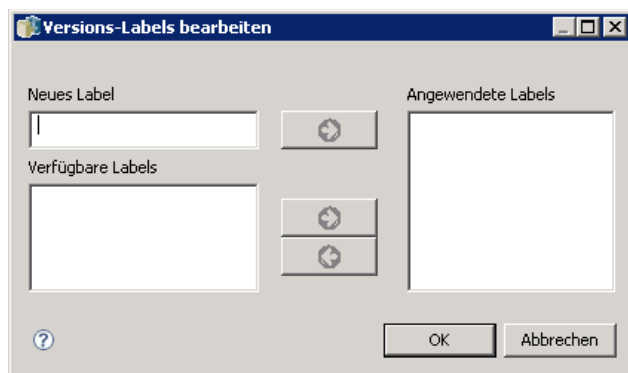 Versions-Labels bearbeiten
Neues Label
Angewendete Labels
Verfügbare Labels
?
OK
Abbrechen